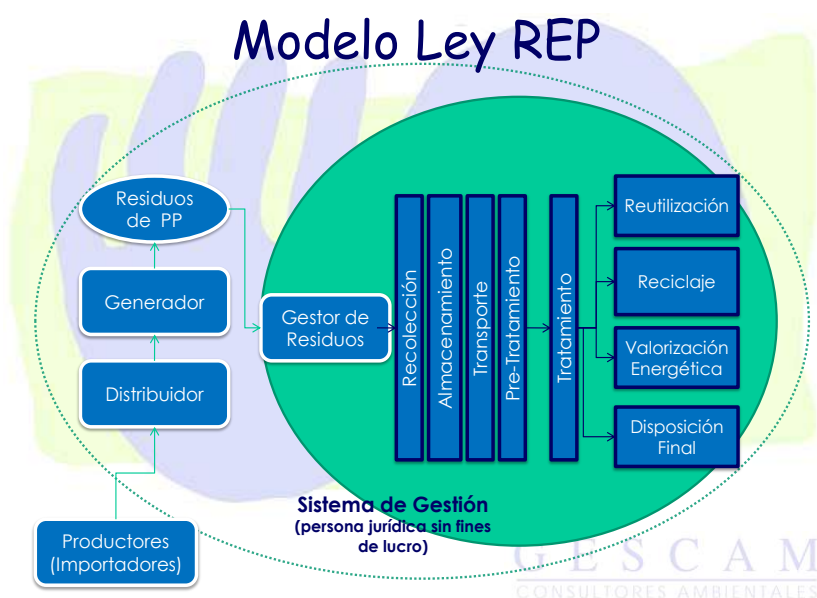 Modelo Ley REP
Residuos
de PP
Generador
Distribuidor
Productores
(Importadores)
Gestor de
Residuos
Recolección
Almacenamiento
Transporte
Pre-Tratamiento
Tratamiento
Reutilización
Reciclaje
Valorización
Energética
Disposición
Final
Sistema de Gestión
(persona jurídica sin fines
de lucro)
GESCAM
CONSULTORES AMBIENTALES